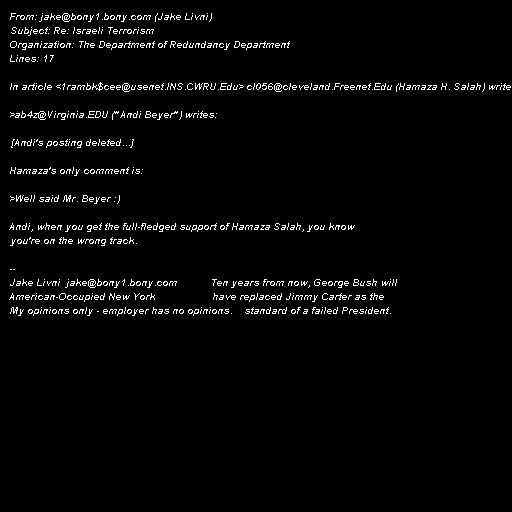 From: jake@bony1.bony.com (Jake Livni)
Subject: Re: Israeli Terrorism
Organization: The Department of Redundancy Department
Lines: 17
In article <1rambk$cee@usenet.INS.CWRU.Edu> cl056@cleveland.Freenet.Edu (Hamaza H. Salah) write
>ab4z@Virginia.EDU ("Andi Beyer") writes:
[Andi's posting deleted...]
Hamaza's only comment is:
>Well said Mr. Beyer :)
Andi, when you get the full-fledged support of Hamaza Salah, you know
you're on the wrong track.
--
Jake Livni jake@bony1.bony.com Ten years from now, George Bush will
American-Occupied New York have replaced Jimmy Carter as the
My opinions only - employer has no opinions. standard of a failed President.